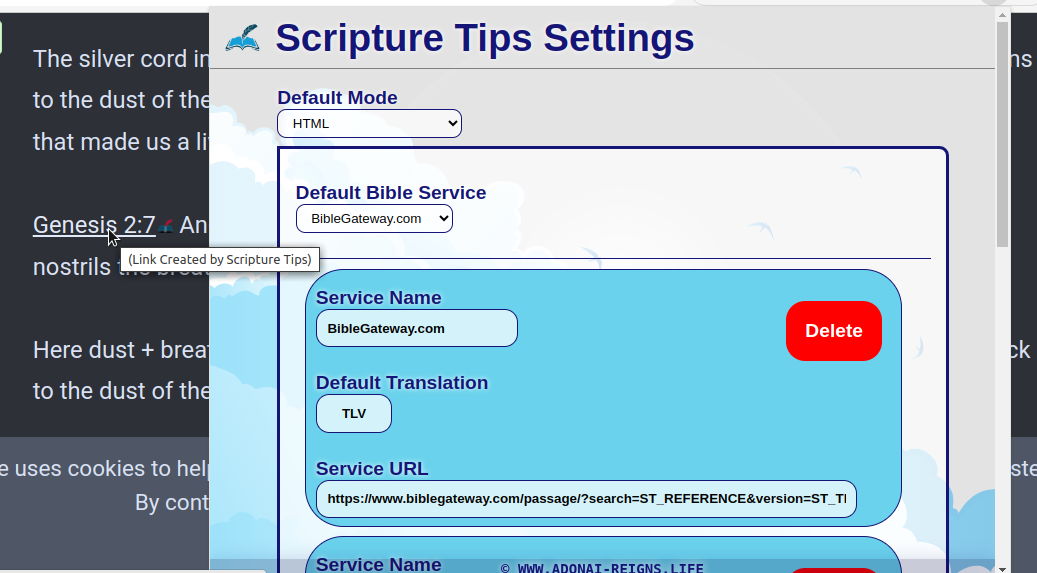 Scripture Tips Settings
The silver cord in
ns
Default Mode
to the dust of the
HTML
that made us a li
Default Bible Service
BibleGateway.com
Genesis 2:7 An
(Link Created by Scripture Tips)
nostrils the breat
Service Name
BibleGateway.com
Delete
Here dust + breat
ck
Default Translation
to the dust of the
TLV
Service URL
e uses cookies to help
ste
https://www.biblegateway.com/passage/?search=ST_REFERENCE&version=ST_T
By cont
Service Name
© WWW.ADONAI-REIGNS.LIFE